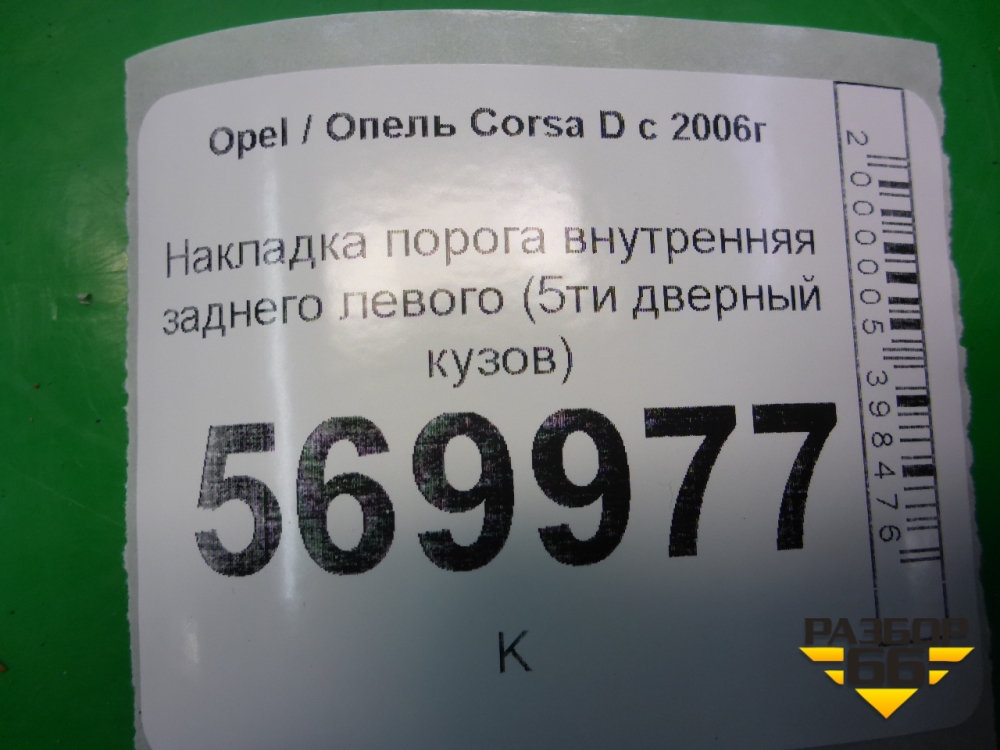 Opel / Опель Corsa D с 2006г
Накладка порога внутренняя
заднего левого (5ти дверный
кузов)
569977
К
2000005398476
РАЗБОР
66